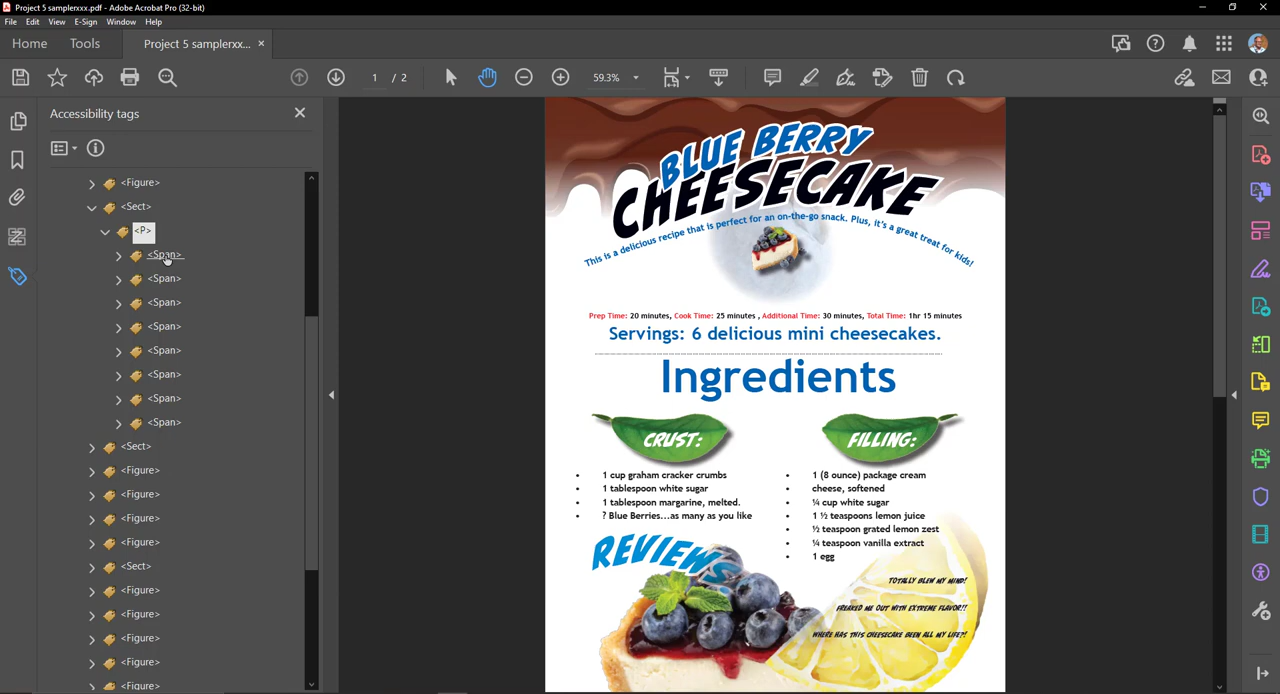 Project 5 samplerxxx.pdf - Adobe Acrobat Pro (32-bit)
File Edit View E-Sign Window Help
Home Tools Project 5 samplerxx... ×
1 / 2 59.3%
Accessibility tags
<Figure>
<Sect>
<P>
<Span>
<Span>
<Span>
<Span>
<Span>
<Span>
<Span>
<Span>
<Sect>
<Figure>
<Figure>
<Figure>
<Figure>
<Sect>
<Figure>
<Figure>
<Figure>
<Figure>
<Figure>
BLUE BERRY
CHEESECAKE
This is a delicious recipe that is perfect for an on-the-go snack. Plus, it's a great treat for kids!
Prep Time: 20 minutes, Cook Time: 25 minutes , Additional Time: 30 minutes, Total Time: 1hr 15 minutes
Servings: 6 delicious mini cheesecakes.
Ingredients
CRUST:
• 1 cup graham cracker crumbs
• 1 tablespoon white sugar
• 1 tablespoon margarine, melted.
• ? Blue Berries...as many as you like
FILLING:
• 1 (8 ounce) package cream
• cheese, softened
• ¼ cup white sugar
• 1 ½ teaspoons lemon juice
• ½ teaspoon grated lemon zest
• ¼ teaspoon vanilla extract
• 1 egg
REVIEWS
TOTALLY BLEW MY MIND!
FREAKED ME OUT WITH EXTREME FLAVOR!!
WHERE HAS THIS CHEESECAKE BEEN ALL MY LIFE?!